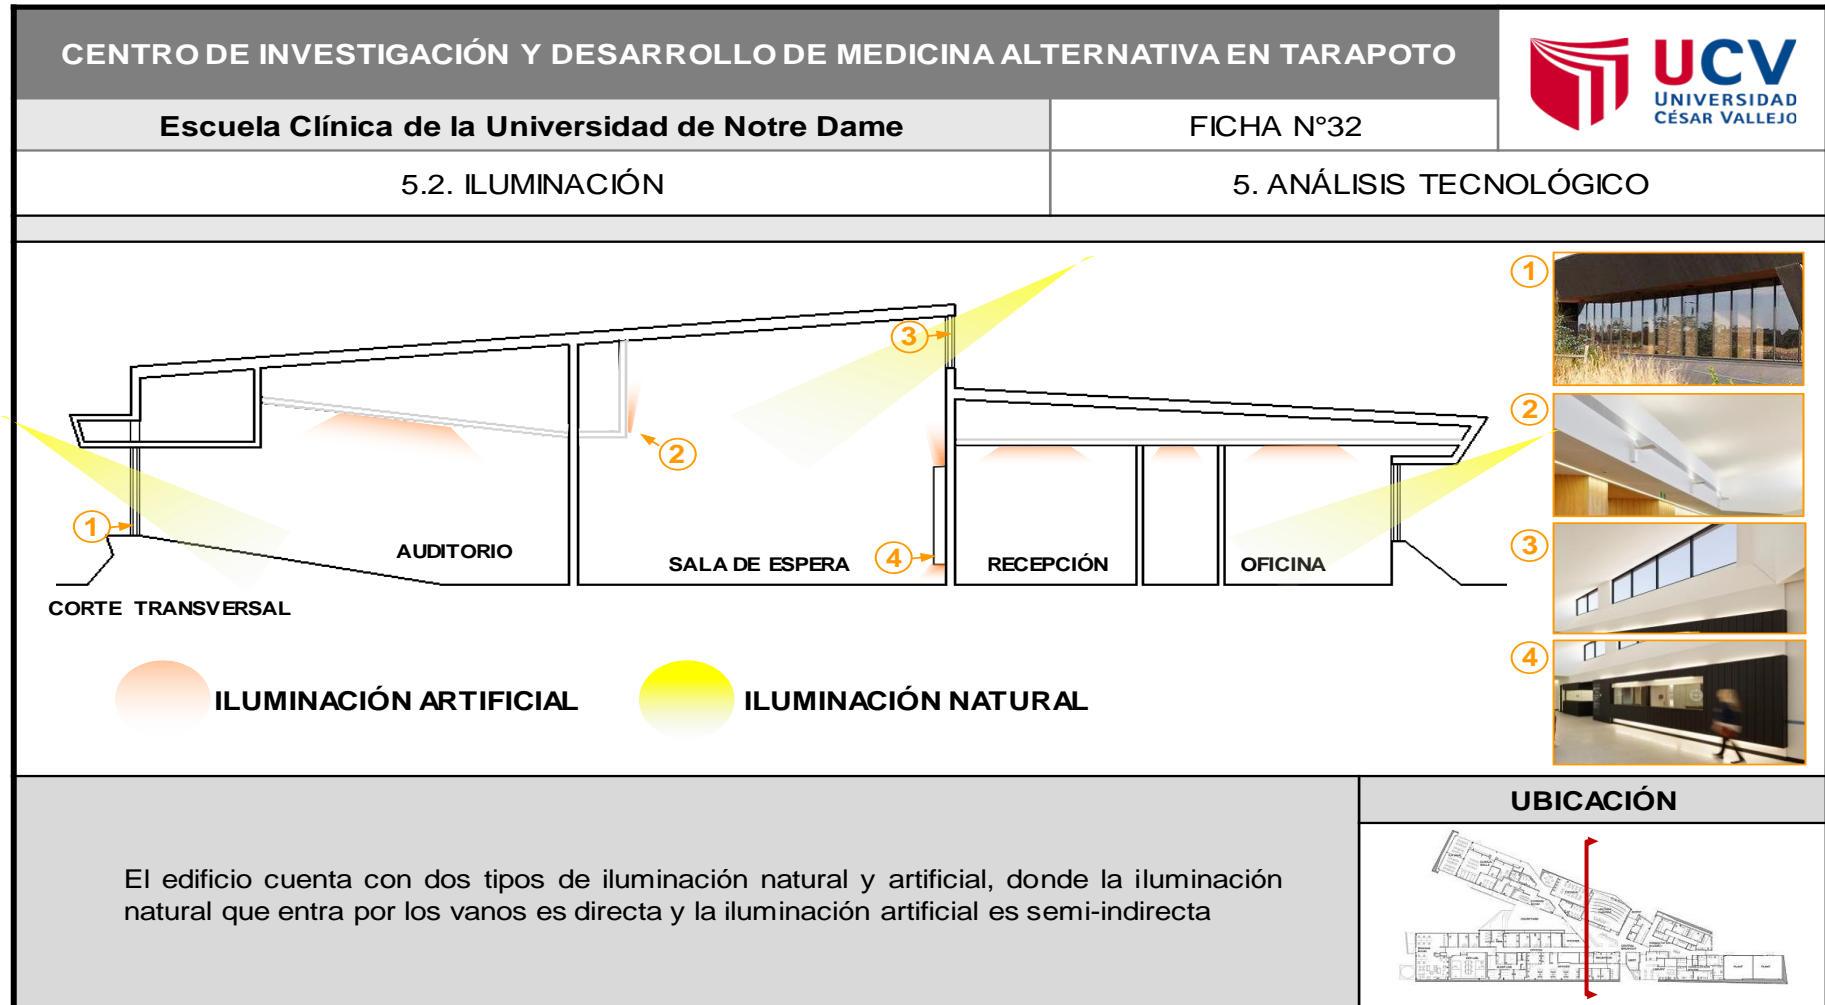 CENTRO DE INVESTIGACIÓN Y DESARROLLO DE MEDICINA ALTERNATIVA EN TARAPOTO
UCV
UNIVERSIDAD
CÉSAR VALLEJO
Escuela Clínica de la Universidad de Notre Dame
FICHA N°32
5.2. ILUMINACIÓN
5. ANÁLISIS TECNOLÓGICO
1
3
2
1
4
AUDITORIO
SALA DE ESPERA
RECEPCIÓN
OFICINA
CORTE TRANSVERSAL
2
3
4
ILUMINACIÓN ARTIFICIAL
ILUMINACIÓN NATURAL
UBICACIÓN
El edificio cuenta con dos tipos de iluminación natural y artificial, donde la iluminación
natural que entra por los vanos es directa y la iluminación artificial es semi-indirecta